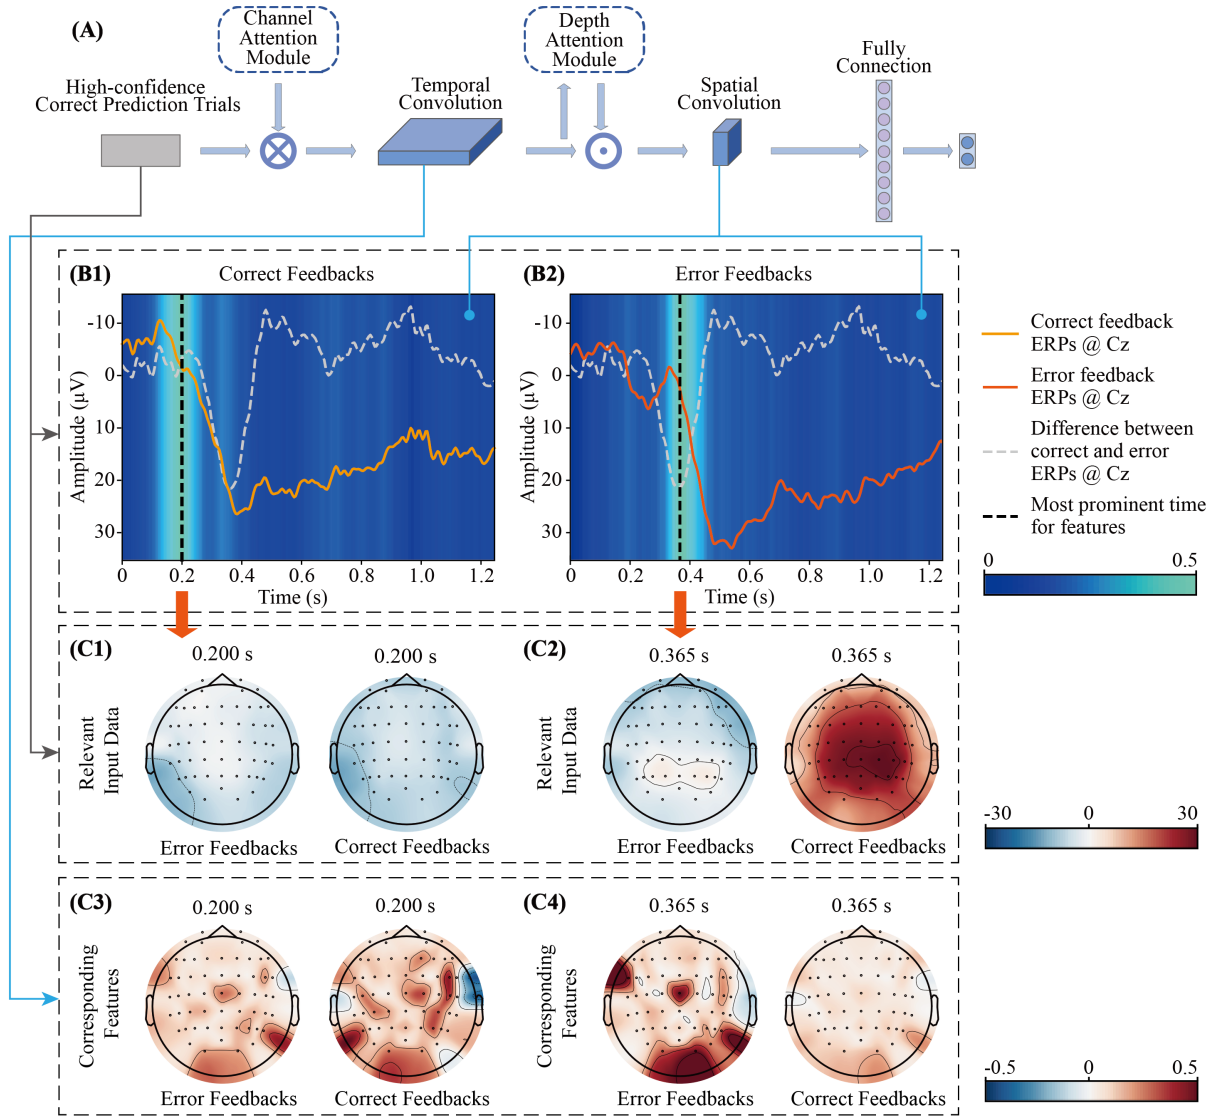 (A)
Channel
Attention
Module
Depth
Attention
Module
High-confidence
Correct Prediction Trials
Temporal
Convolution
Spatial
Convolution
Fully
Connection
(B1)
Correct Feedbacks
Amplitude (μV)
-10
0
10
20
30
0 0.2 0.4 0.6 0.8 1.0 1.2
Time (s)
(B2)
Error Feedbacks
Amplitude (μV)
-10
0
10
20
30
0 0.2 0.4 0.6 0.8 1.0 1.2
Time (s)
Correct feedback
ERPs @ Cz
Error feedback
ERPs @ Cz
Difference between
correct and error
ERPs @ Cz
Most prominent time
for features
0 0.5
(C1)
Relevant
Input Data
0.200 s 0.200 s
Error Feedbacks Correct Feedbacks
(C2)
Relevant
Input Data
0.365 s 0.365 s
Error Feedbacks Correct Feedbacks
-30 0 30
(C3)
Corresponding
Features
0.200 s 0.200 s
Error Feedbacks Correct Feedbacks
(C4)
Corresponding
Features
0.365 s 0.365 s
Error Feedbacks Correct Feedbacks
-0.5 0 0.5